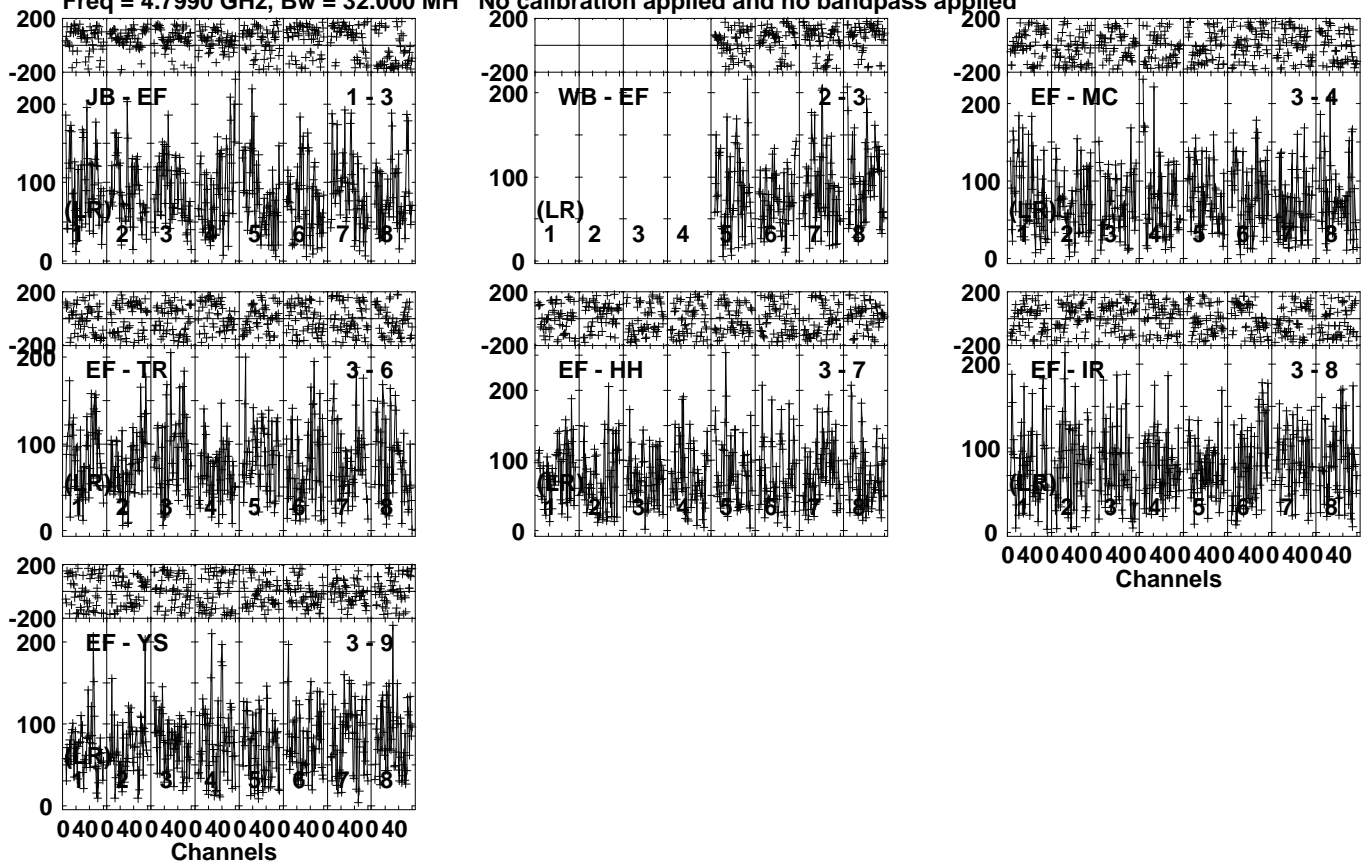 Freq = 4.7990 GHz, Bw = 32.000 MH No calibration applied and no bandpass applied
200 200 200
-200 -200 -200
JB - EF 1 - 3 WB - EF 2 - 3 EF - MC 3 - 4
200 200 200
100 100 100
(LR) (LR) (LR)
1 2 3 4 5 6 7 8 1 2 3 4 5 6 7 8 1 2 3 4 5 6 7 8
0 0 0
200 200 200
-200 -200 -200
EF - TR 3 - 6 EF - HH 3 - 7 EF - IR 3 - 8
200 200 200
100 100 100
(LR) (LR) (LR)
1 2 3 4 5 6 7 8 1 2 3 4 5 6 7 8 1 2 3 4 5 6 7 8
0 0 0
0 40 0 40 0 40 0 40 0 40 0 40 0 40 0 40
Channels
200
-200
EF - YS 3 - 9
200
100
(LR)
1 2 3 4 5 6 7 8
0
0 40 0 40 0 40 0 40 0 40 0 40 0 40 0 40
Channels